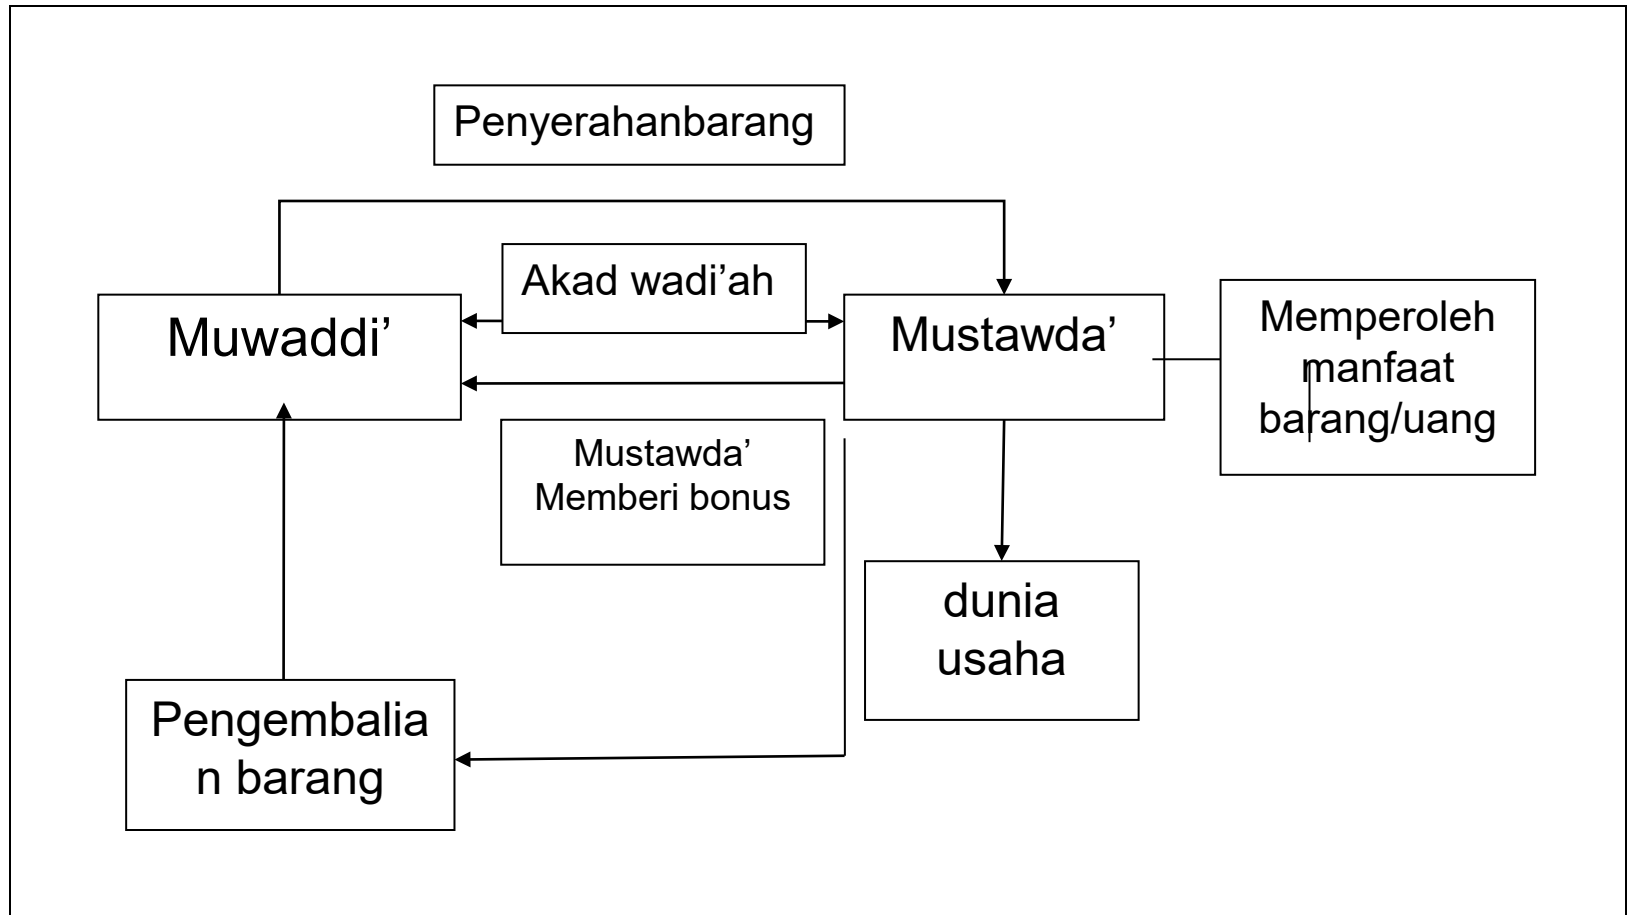 Penyerahanbarang
Akad wadi’ah
Muwaddi’
Mustawda’
Memperoleh
manfaat
barang/uang
Mustawda’
Memberi bonus
dunia
usaha
Pengembalia
n barang